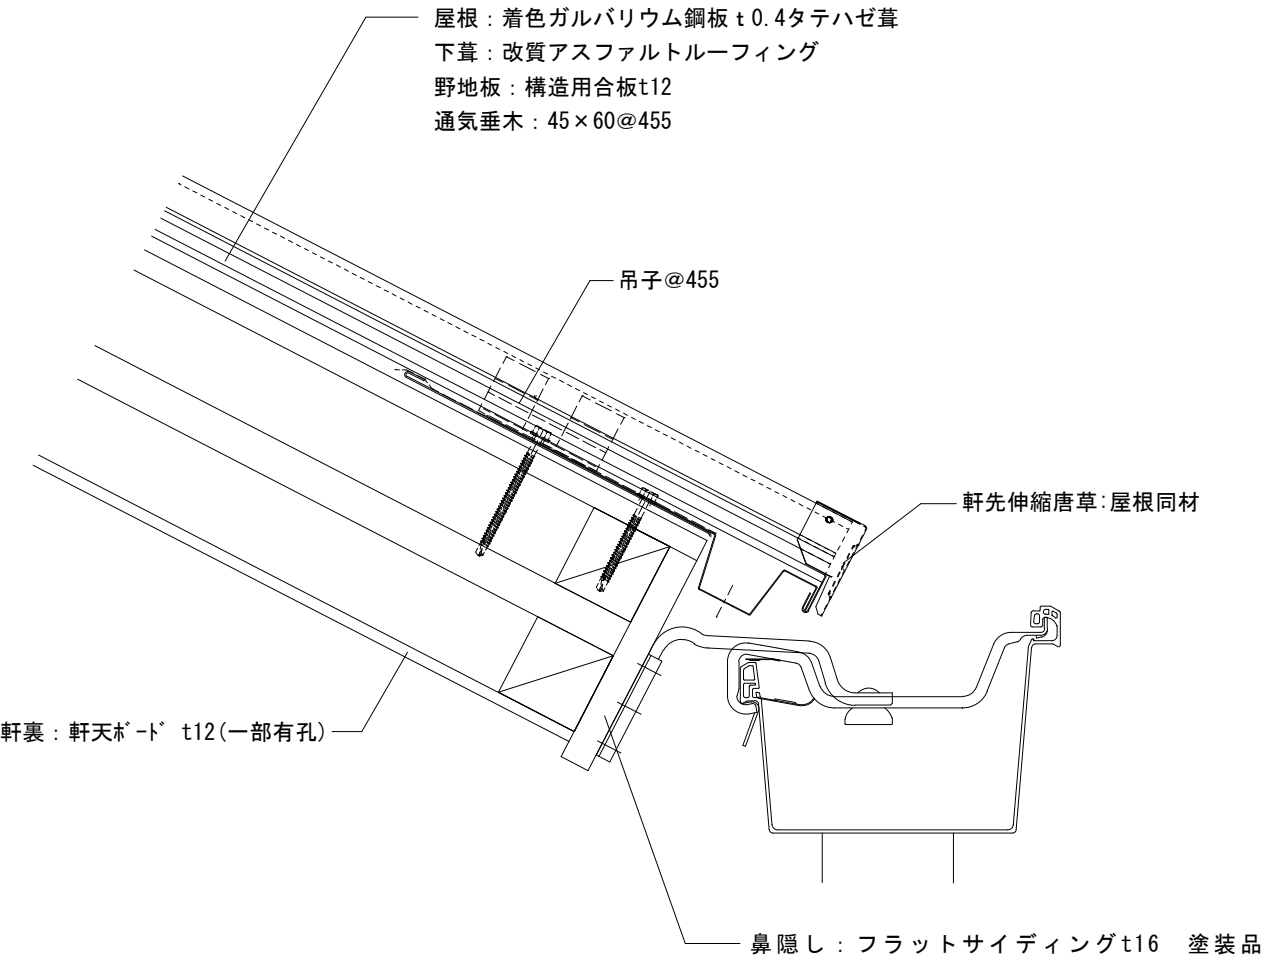 屋根：着色ガルバリウム鋼板ｔ0.4タテハゼ葺
下葺：改質アスファルトルーフィング
野地板：構造用合板t12
通気垂木：45×60@455
吊子@455
軒先伸縮唐草:屋根同材
軒裏：軒天ﾎﾞｰﾄﾞ t12(一部有孔)
鼻隠し：フラットサイディングt16　塗装品